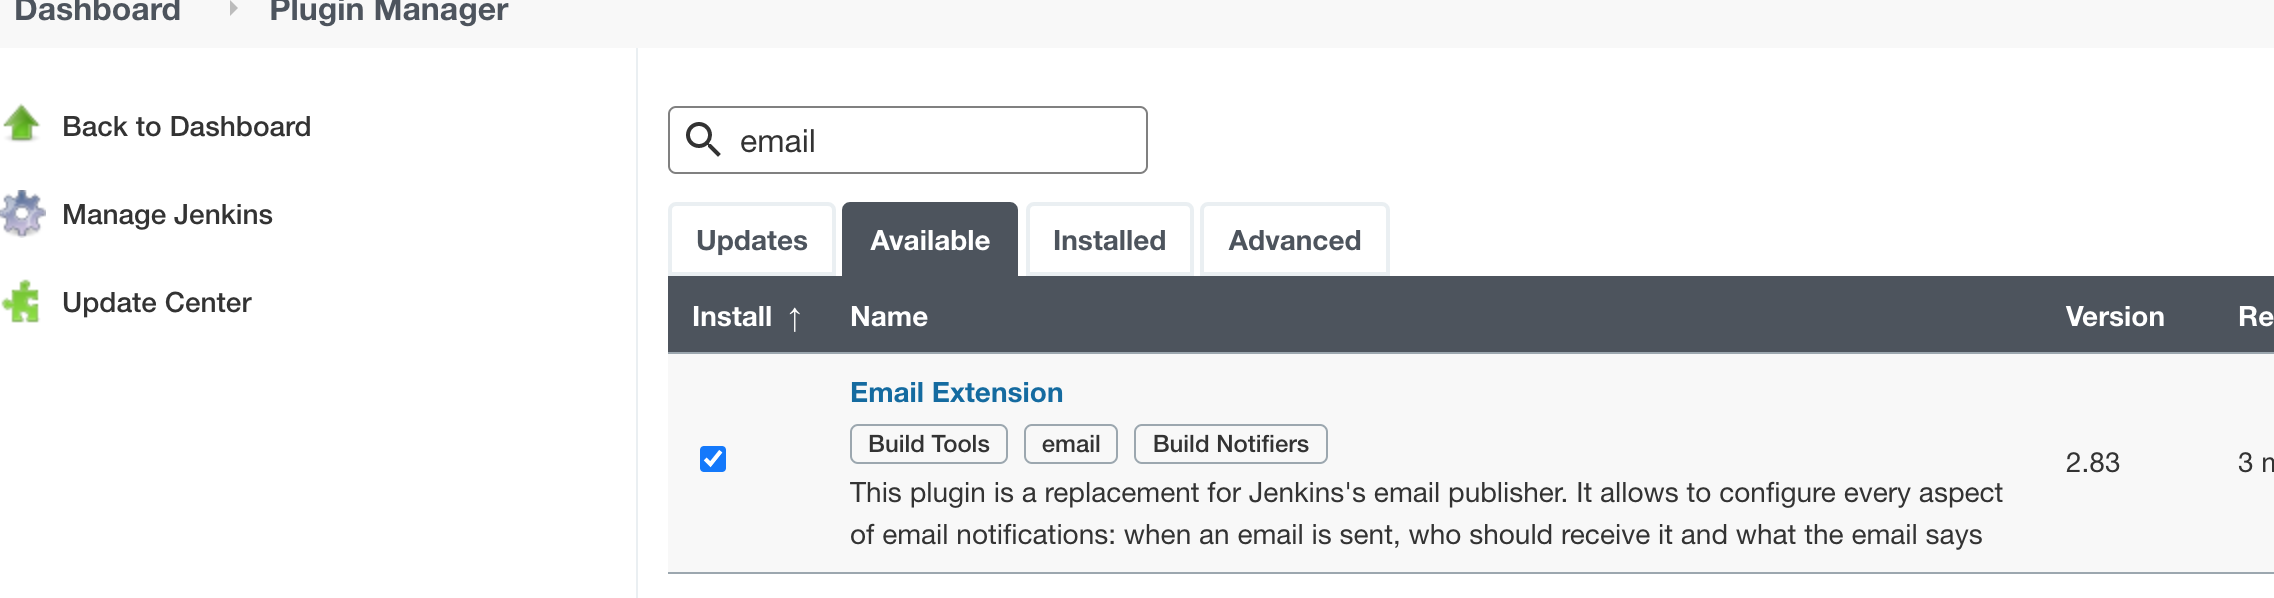 Dashboard
Plugin Manager
Back to Dashboard
Manage Jenkins
Update Center
email
Updates Available Installed Advanced
Install ↑ Name Version Re
Email Extension
Build Tools email Build Notifiers
This plugin is a replacement for Jenkins's email publisher. It allows to configure every aspect
of email notifications: when an email is sent, who should receive it and what the email says
2.83
3